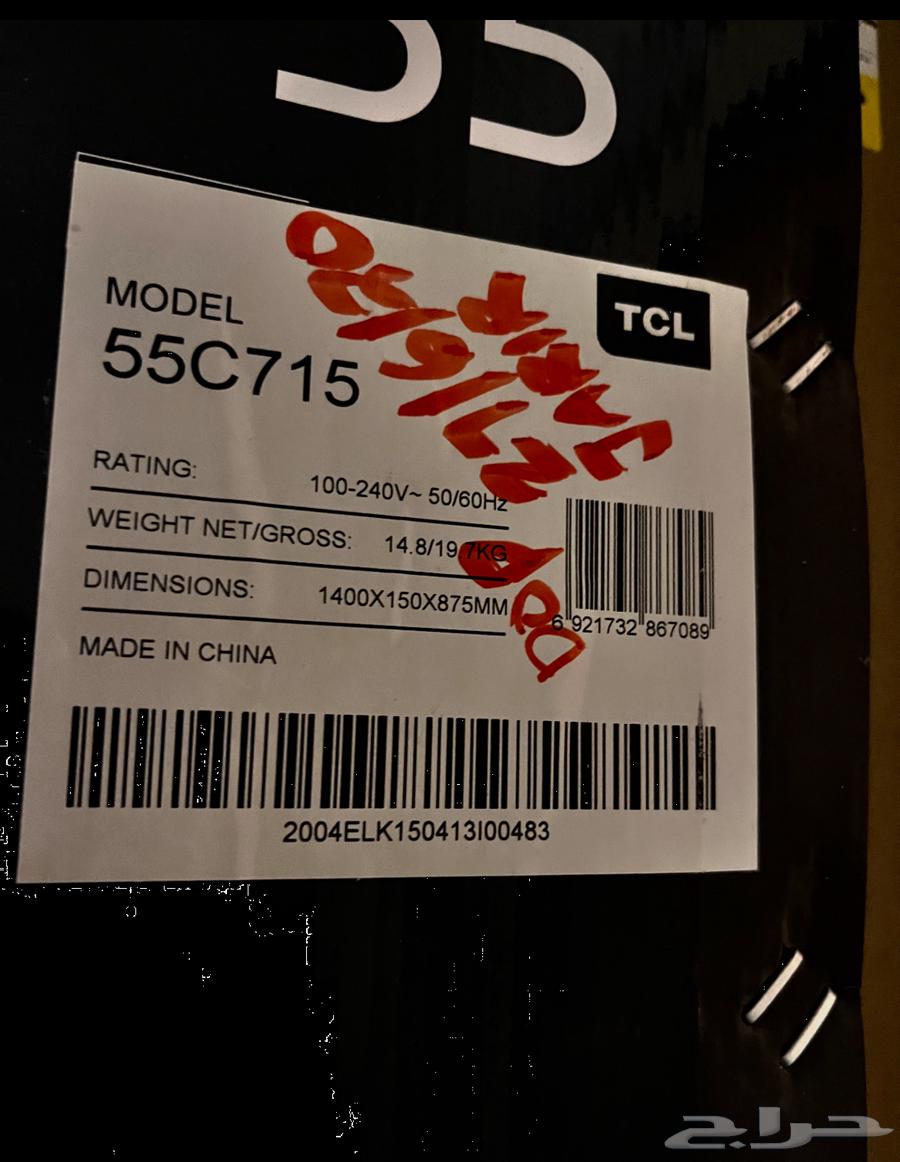 55
TCL
MODEL
55C715
RATING: 100-240V~ 50/60Hz
WEIGHT NET/GROSS: 14.8/19.7KG
DIMENSIONS: 1400X150X875MM
MADE IN CHINA
6 921732 867089
2004ELK150413I00483
حراج